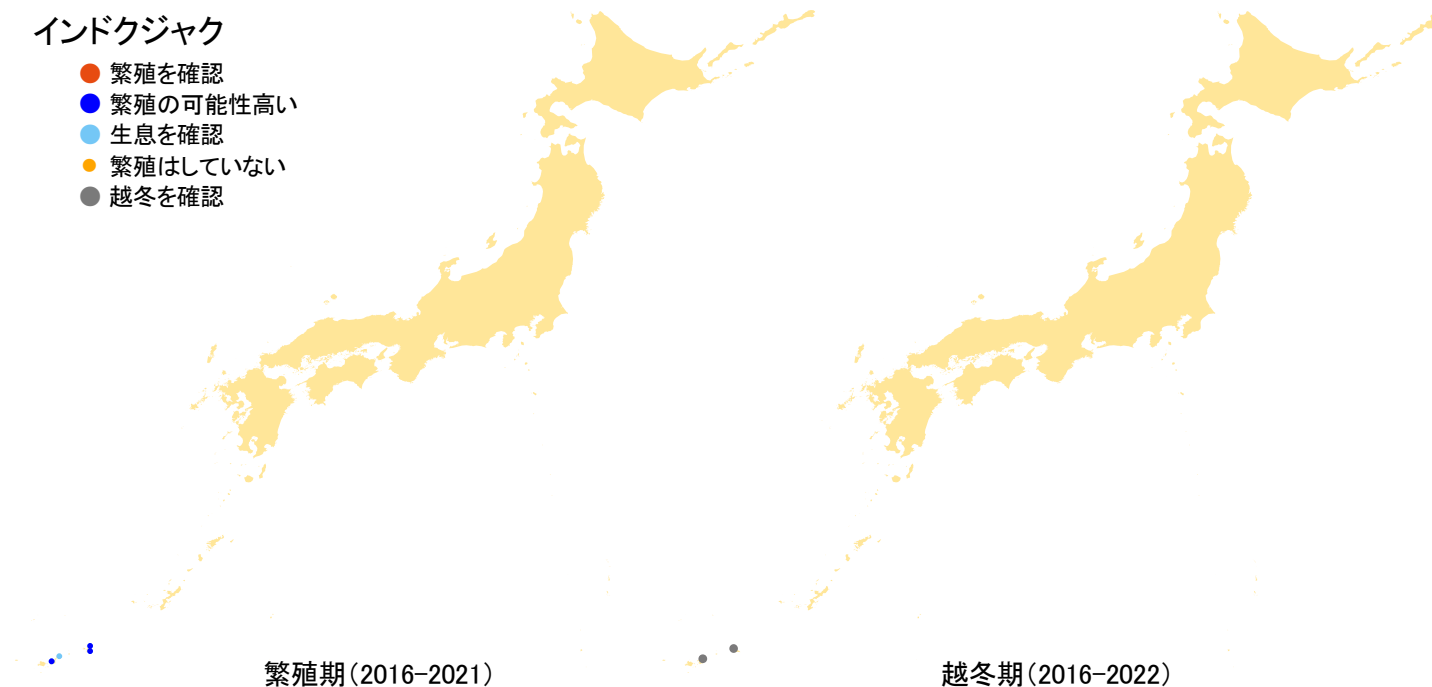 インドクジャク
繁殖を確認
繁殖の可能性高い
生息を確認
繁殖はしていない
越冬を確認
繁殖期（2016-2021）
越冬期（2016-2022）